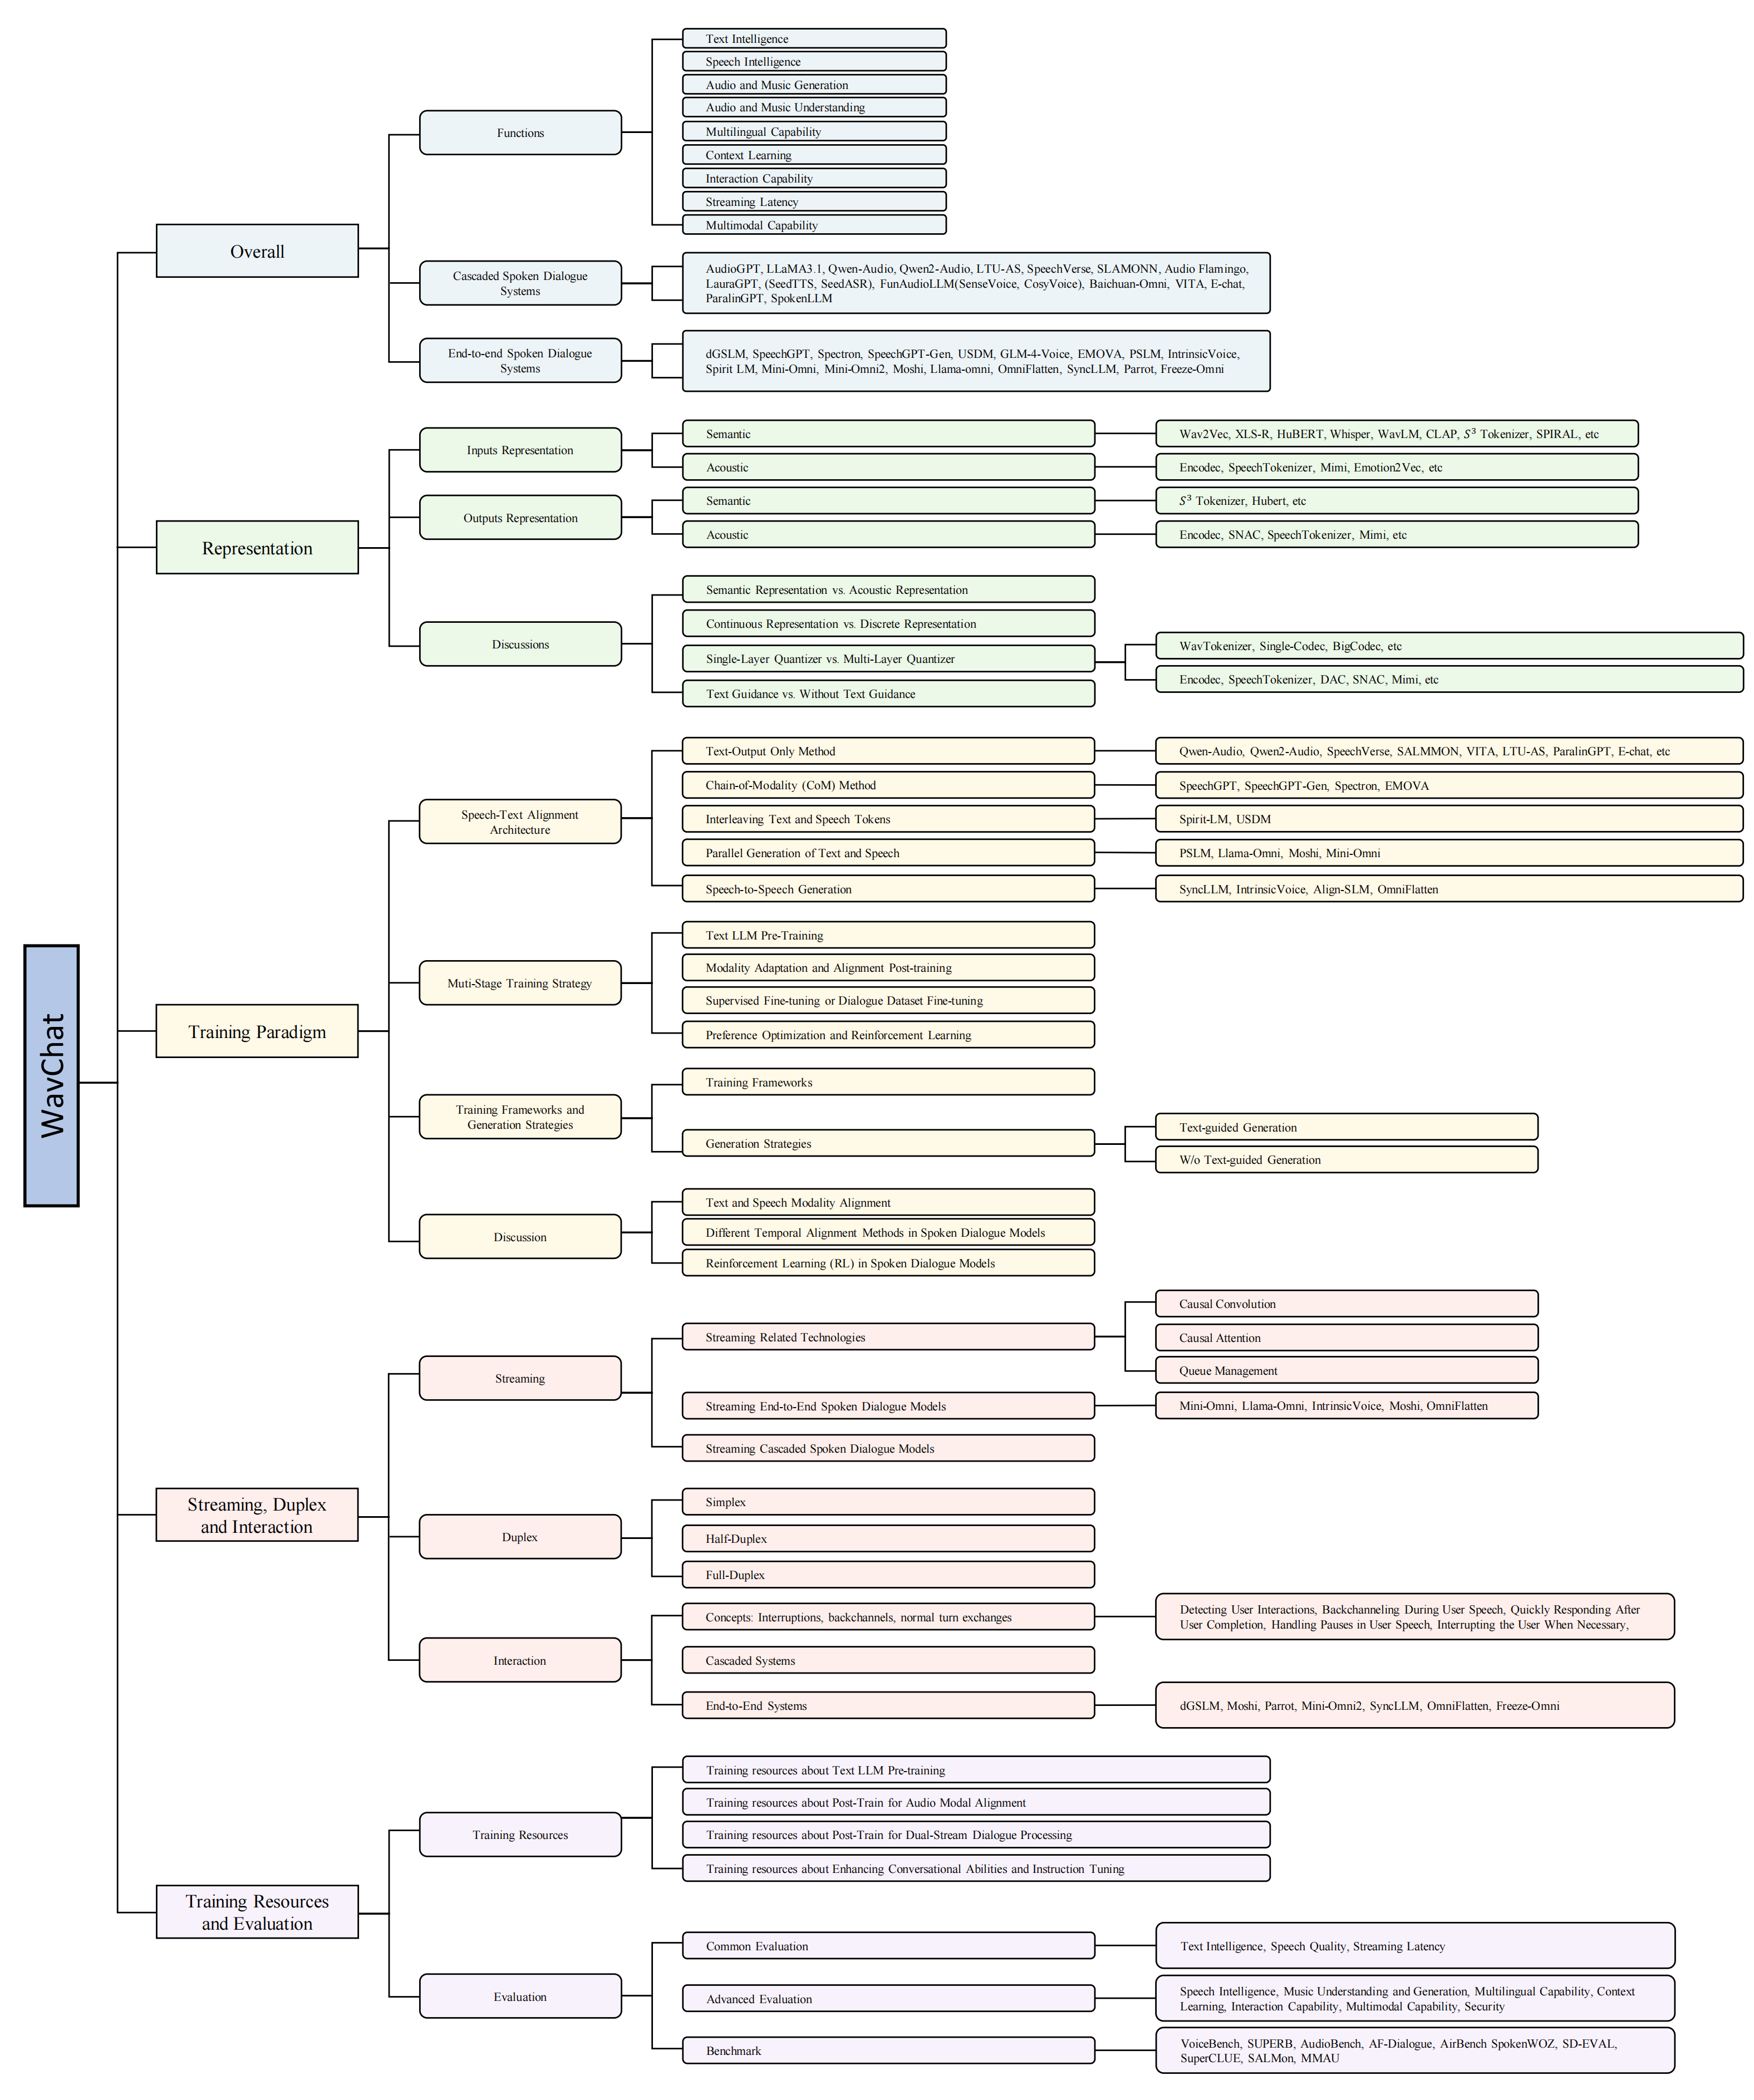 WavChat
Overall
Functions
Text Intelligence
Speech Intelligence
Audio and Music Generation
Audio and Music Understanding
Multilingual Capability
Context Learning
Interaction Capability
Streaming Latency
Multimodal Capability
Cascaded Spoken Dialogue
Systems
AudioGPT, LLaMA3.1, Qwen-Audio, Qwen2-Audio, LTU-AS, SpeechVerse, SLAMONN, Audio Flamingo,
LauraGPT, (SeedTTS, SeedASR), FunAudioLLM(SenseVoice, CosyVoice), Baichuan-Omni, VITA, E-chat,
ParalinGPT, SpokenLLM
End-to-end Spoken Dialogue
Systems
dGSLM, SpeechGPT, Spectron, SpeechGPT-Gen, USDM, GLM-4-Voice, EMOVA, PSLM, IntrinsicVoice,
Spirit LM, Mini-Omni, Mini-Omni2, Moshi, Llama-omni, OmniFlatten, SyncLLM, Parrot, Freeze-Omni
Representation
Inputs Representation
Semantic
Wav2Vec, XLS-R, HuBERT, Whisper, WavLM, CLAP, S³ Tokenizer, SPIRAL, etc
Acoustic
Encodec, SpeechTokenizer, Mimi, Emotion2Vec, etc
Outputs Representation
Semantic
S³ Tokenizer, Hubert, etc
Acoustic
Encodec, SNAC, SpeechTokenizer, Mimi, etc
Discussions
Semantic Representation vs. Acoustic Representation
Continuous Representation vs. Discrete Representation
Single-Layer Quantizer vs. Multi-Layer Quantizer
WavTokenizer, Single-Codec, BigCodec, etc
Encodec, SpeechTokenizer, DAC, SNAC, Mimi, etc
Text Guidance vs. Without Text Guidance
Training Paradigm
Speech-Text Alignment
Architecture
Text-Output Only Method
Qwen-Audio, Qwen2-Audio, SpeechVerse, SALMMON, VITA, LTU-AS, ParalinGPT, E-chat, etc
Chain-of-Modality (CoM) Method
SpeechGPT, SpeechGPT-Gen, Spectron, EMOVA
Interleaving Text and Speech Tokens
Spirit-LM, USDM
Parallel Generation of Text and Speech
PSLM, Llama-Omni, Moshi, Mini-Omni
Speech-to-Speech Generation
SyncLLM, IntrinsicVoice, Align-SLM, OmniFlatten
Muti-Stage Training Strategy
Text LLM Pre-Training
Modality Adaptation and Alignment Post-training
Supervised Fine-tuning or Dialogue Dataset Fine-tuning
Preference Optimization and Reinforcement Learning
Training Frameworks and
Generation Strategies
Training Frameworks
Generation Strategies
Text-guided Generation
W/o Text-guided Generation
Discussion
Text and Speech Modality Alignment
Different Temporal Alignment Methods in Spoken Dialogue Models
Reinforcement Learning (RL) in Spoken Dialogue Models
Streaming, Duplex
and Interaction
Streaming
Streaming Related Technologies
Causal Convolution
Causal Attention
Queue Management
Streaming End-to-End Spoken Dialogue Models
Mini-Omni, Llama-Omni, IntrinsicVoice, Moshi, OmniFlatten
Streaming Cascaded Spoken Dialogue Models
Duplex
Simplex
Half-Duplex
Full-Duplex
Interaction
Concepts: Interruptions, backchannels, normal turn exchanges
Detecting User Interactions, Backchanneling During User Speech, Quickly Responding After
User Completion, Handling Pauses in User Speech, Interrupting the User When Necessary,
Cascaded Systems
End-to-End Systems
dGSLM, Moshi, Parrot, Mini-Omni2, SyncLLM, OmniFlatten, Freeze-Omni
Training Resources
and Evaluation
Training Resources
Training resources about Text LLM Pre-training
Training resources about Post-Train for Audio Modal Alignment
Training resources about Post-Train for Dual-Stream Dialogue Processing
Training resources about Enhancing Conversational Abilities and Instruction Tuning
Evaluation
Common Evaluation
Text Intelligence, Speech Quality, Streaming Latency
Advanced Evaluation
Speech Intelligence, Music Understanding and Generation, Multilingual Capability, Context
Learning, Interaction Capability, Multimodal Capability, Security
Benchmark
VoiceBench, SUPERB, AudioBench, AF-Dialogue, AirBench SpokenWOZ, SD-EVAL,
SuperCLUE, SALMon, MMAU